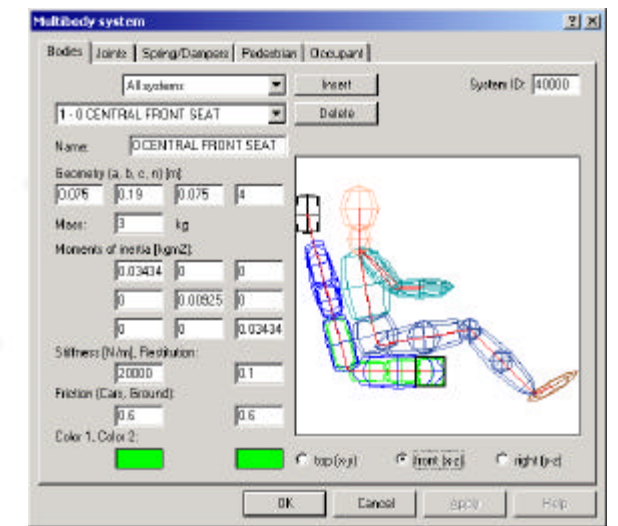 Multibody system
Bodies Joints Spring/Dampers Pedestrian Occupant
All systems Insert System ID: 40000
1 - 0 CENTRAL FRONT SEAT Delete
Name: 0 CENTRAL FRONT SEAT
Geometry (a, b, c, n) [m]
0.075 0.19 0.075 4
Mass: 3 kg
Moments of inertia [kgm2]:
0.03434 0 0
0 0.00925 0
0 0 0.03434
Stiffness [N/m], Restitution:
20000 0.1
Friction (Cars, Ground):
0.6 0.6
Color 1, Color 2:
top (x-y) front (x-z) right (y-z)
OK Cancel Apply Help